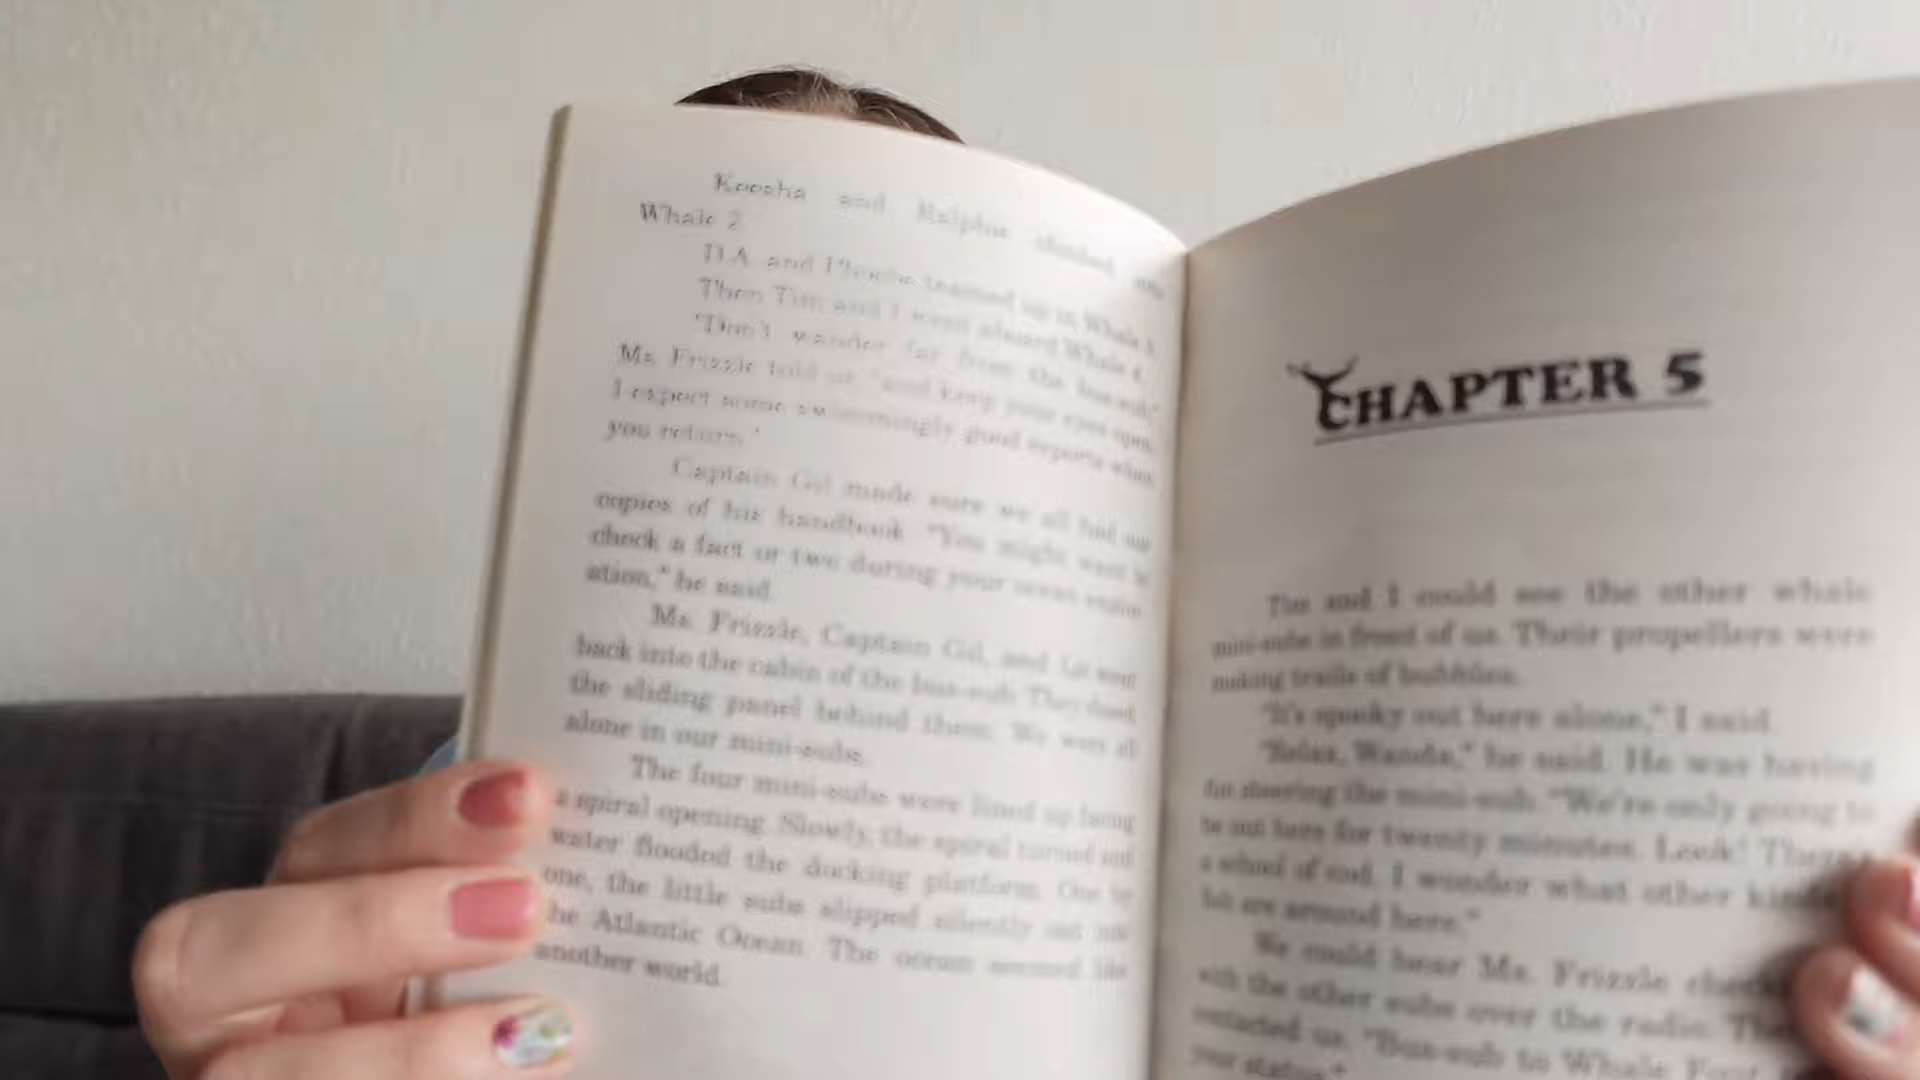 Keesha and Ralphie climbed into
Whale 2.
D.A. and Phoebe teamed up in Whale 3.
Then Tim and I went aboard Whale 4.
"Don't wander far from the bus-sub,"
Ms. Frizzle told us, "and keep your eyes open.
I expect some swimmingly good reports when
you return."
Captain Gil made sure we all had our
copies of his handbook. "You might want to
check a fact or two during your ocean explor-
ation," he said.
Ms. Frizzle, Captain Gil, and Liz went
back into the cabin of the bus-sub. They closed
the sliding panel behind them. We were all
alone in our mini-subs.
The four mini-subs were lined up facing
a spiral opening. Slowly, the spiral turned and
water flooded the docking platform. One by
one, the little subs slipped silently out into
the Atlantic Ocean. The ocean seemed like
another world.
CHAPTER 5
Tim and I could see the other whale
mini-subs in front of us. Their propellers were
making trails of bubbles.
"It's spooky out here alone," I said.
"Relax, Wanda," he said. He was having
fun steering the mini-sub. "We're only going to
be out here for twenty minutes. Look! There's
a school of cod. I wonder what other kinds
fish are around here."
We could hear Ms. Frizzle
with the other subs over the radio.
contacted us. "Bus-sub to Whale Four,
your status."